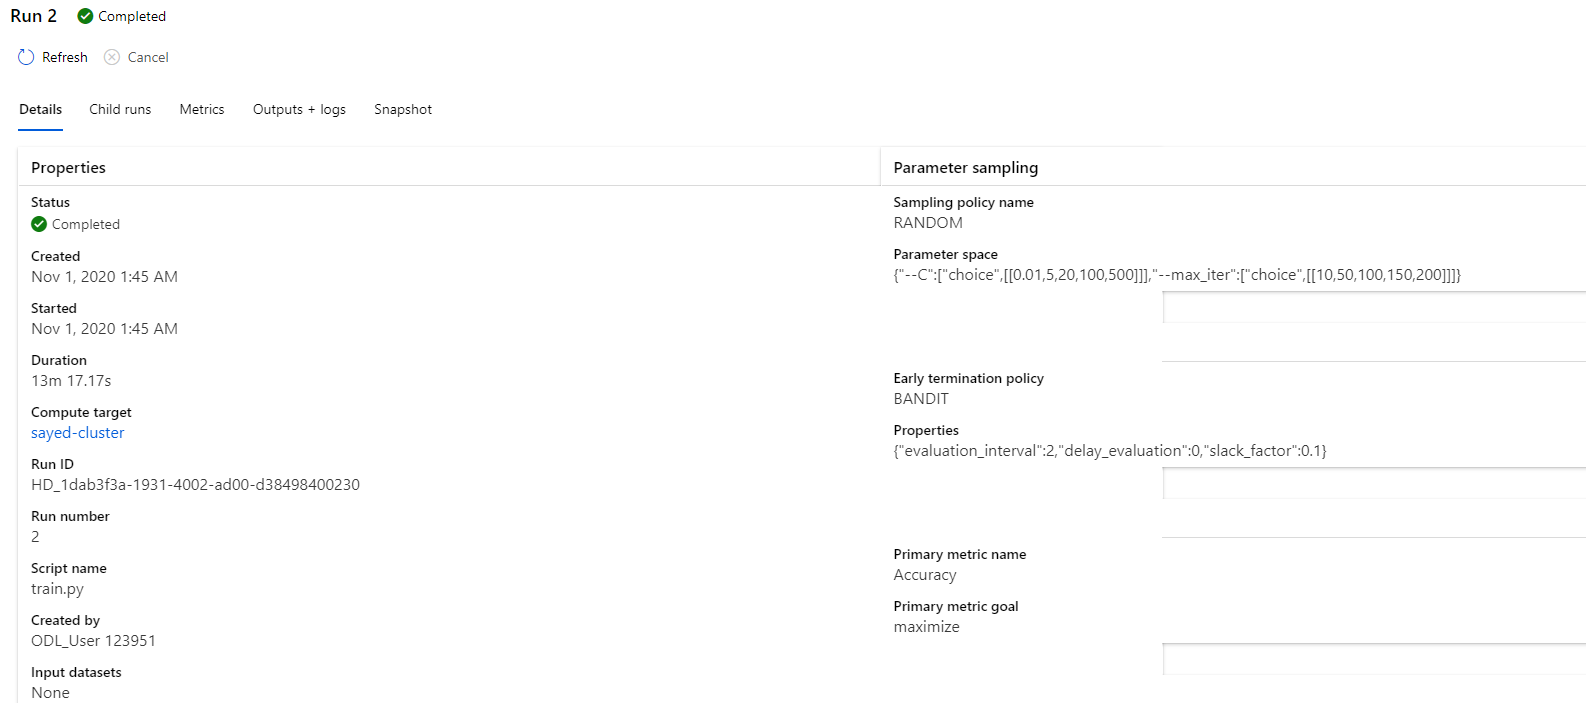 Run 2 Completed
Refresh Cancel
Details Child runs Metrics Outputs + logs Snapshot
Properties
Status
Completed
Created
Nov 1, 2020 1:45 AM
Started
Nov 1, 2020 1:45 AM
Duration
13m 17.17s
Compute target
sayed-cluster
Run ID
HD_1dab3f3a-1931-4002-ad00-d38498400230
Run number
2
Script name
train.py
Created by
ODL_User 123951
Input datasets
None
Parameter sampling
Sampling policy name
RANDOM
Parameter space
{"--C":["choice",[[0.01,5,20,100,500]]],"--max_iter":["choice",[[10,50,100,150,200]]]}
Early termination policy
BANDIT
Properties
{"evaluation_interval":2,"delay_evaluation":0,"slack_factor":0.1}
Primary metric name
Accuracy
Primary metric goal
maximize